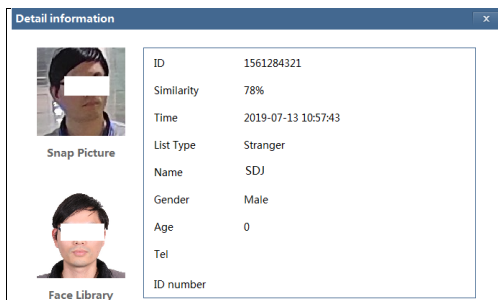 Detail information x
Snap Picture
Face Library
ID 1561284321
Similarity 78%
Time 2019-07-13 10:57:43
List Type Stranger
Name SDJ
Gender Male
Age 0
Tel
ID number